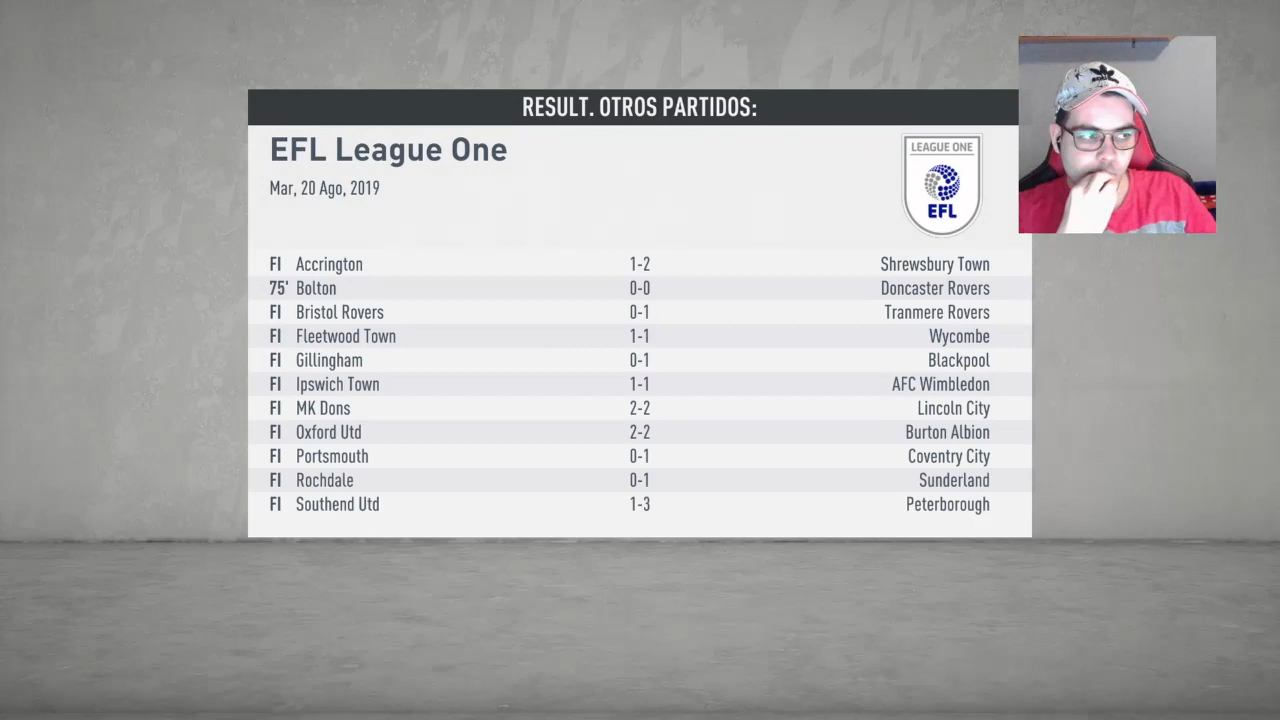 RESULT. OTROS PARTIDOS:
EFL League One
Mar, 20 Ago, 2019
LEAGUE ONE
EFL
FI Accrington 1-2 Shrewsbury Town
75' Bolton 0-0 Doncaster Rovers
FI Bristol Rovers 0-1 Tranmere Rovers
FI Fleetwood Town 1-1 Wycombe
FI Gillingham 0-1 Blackpool
FI Ipswich Town 1-1 AFC Wimbledon
FI MK Dons 2-2 Lincoln City
FI Oxford Utd 2-2 Burton Albion
FI Portsmouth 0-1 Coventry City
FI Rochdale 0-1 Sunderland
FI Southend Utd 1-3 Peterborough